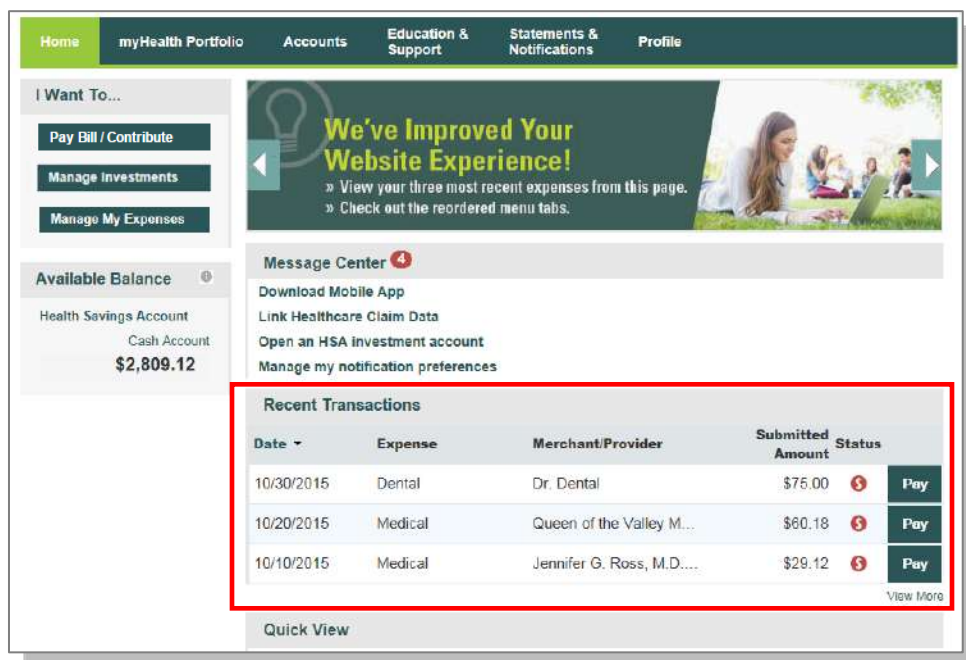 Home myHealth Portfolio Accounts Education & Support Statements & Notifications Profile
I Want To...
Pay Bill / Contribute
Manage Investments
Manage My Expenses
We've Improved Your
Website Experience!
» View your three most recent expenses from this page.
» Check out the reordered menu tabs.
Available Balance
Health Savings Account
Cash Account
$2,809.12
Message Center 4
Download Mobile App
Link Healthcare Claim Data
Open an HSA investment account
Manage my notification preferences
Recent Transactions
Date Expense Merchant/Provider Submitted Amount Status
10/30/2015 Dental Dr. Dental $75.00 $ Pay
10/20/2015 Medical Queen of the Valley M... $60.18 $ Pay
10/10/2015 Medical Jennifer G. Ross, M.D.... $29.12 $ Pay
View More
Quick View